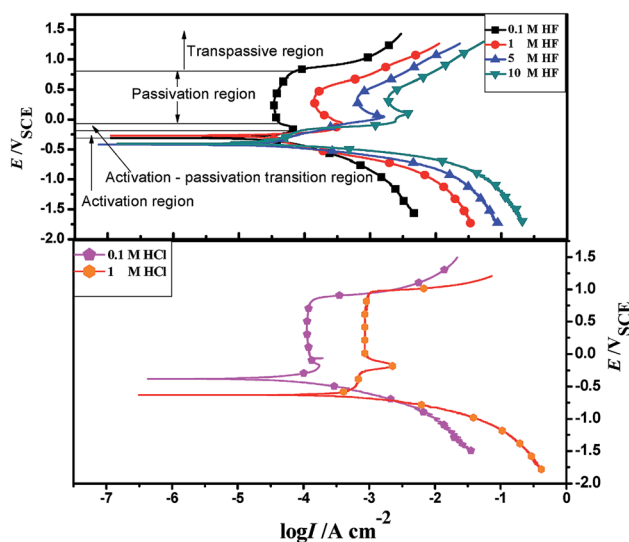 1.5
1.0
0.5
0.0
-0.5
-1.0
-1.5
-2.0
E /V_SCE
Transpassive region
Passivation region
Activation - passivation transition region
Activation region
0.1 M HF
1 M HF
5 M HF
10 M HF
0.1 M HCl
1 M HCl
1.5
1.0
0.5
0.0
-0.5
-1.0
-1.5
-2.0
E /V_SCE
-7 -6 -5 -4 -3 -2 -1 0
logI /A cm⁻²